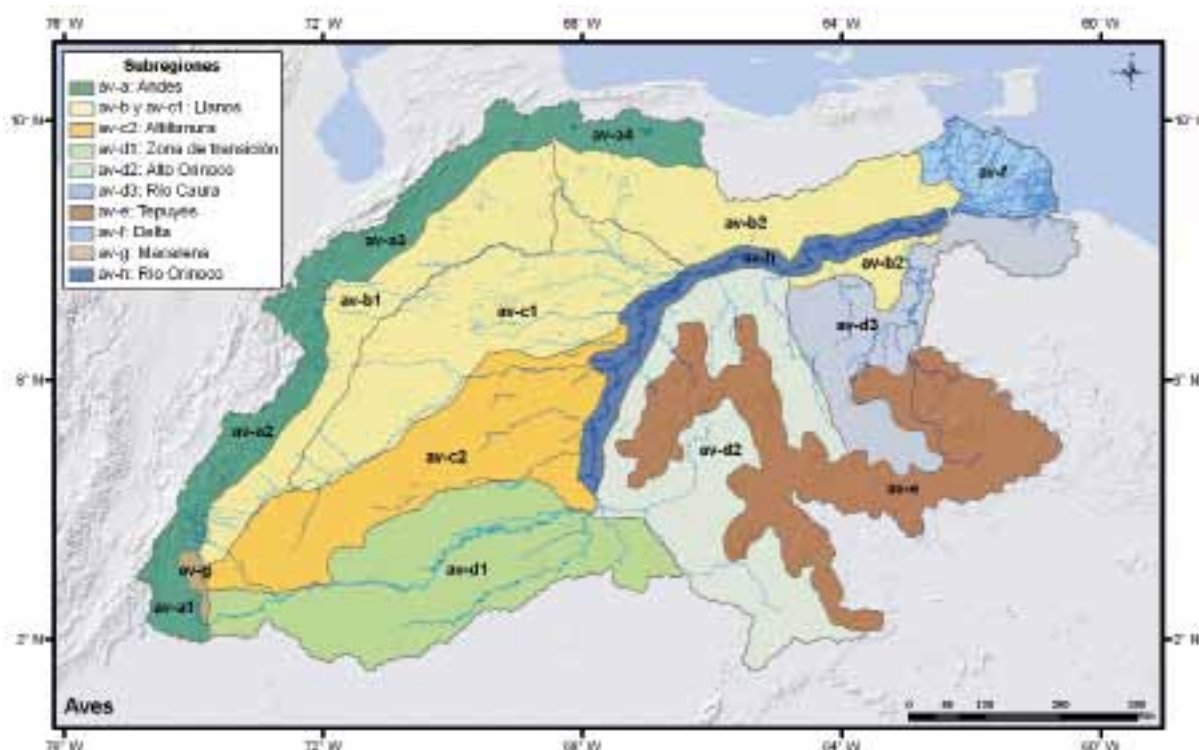 76° W
72° W
68° W
64° W
60° W
Subregiones
av-a: Andes
av-b y av-c1: Llanos
av-c2: Altillanura
av-d1: Zona de transición
av-d2: Alto Orinoco
av-d3: Río Caura
av-e: Tepuyes
av-f: Delta
av-g: Macarena
av-h: Río Orinoco
10° N
10° N
av-a4
av-f
av-b2
av-a3
av-h
av-b2
av-b1
av-c1
av-d3
6° N
6° N
av-a2
av-c2
av-d2
av-e
av-g
av-d1
av-a1
2° N
2° N
Aves
76° W
72° W
68° W
64° W
60° W